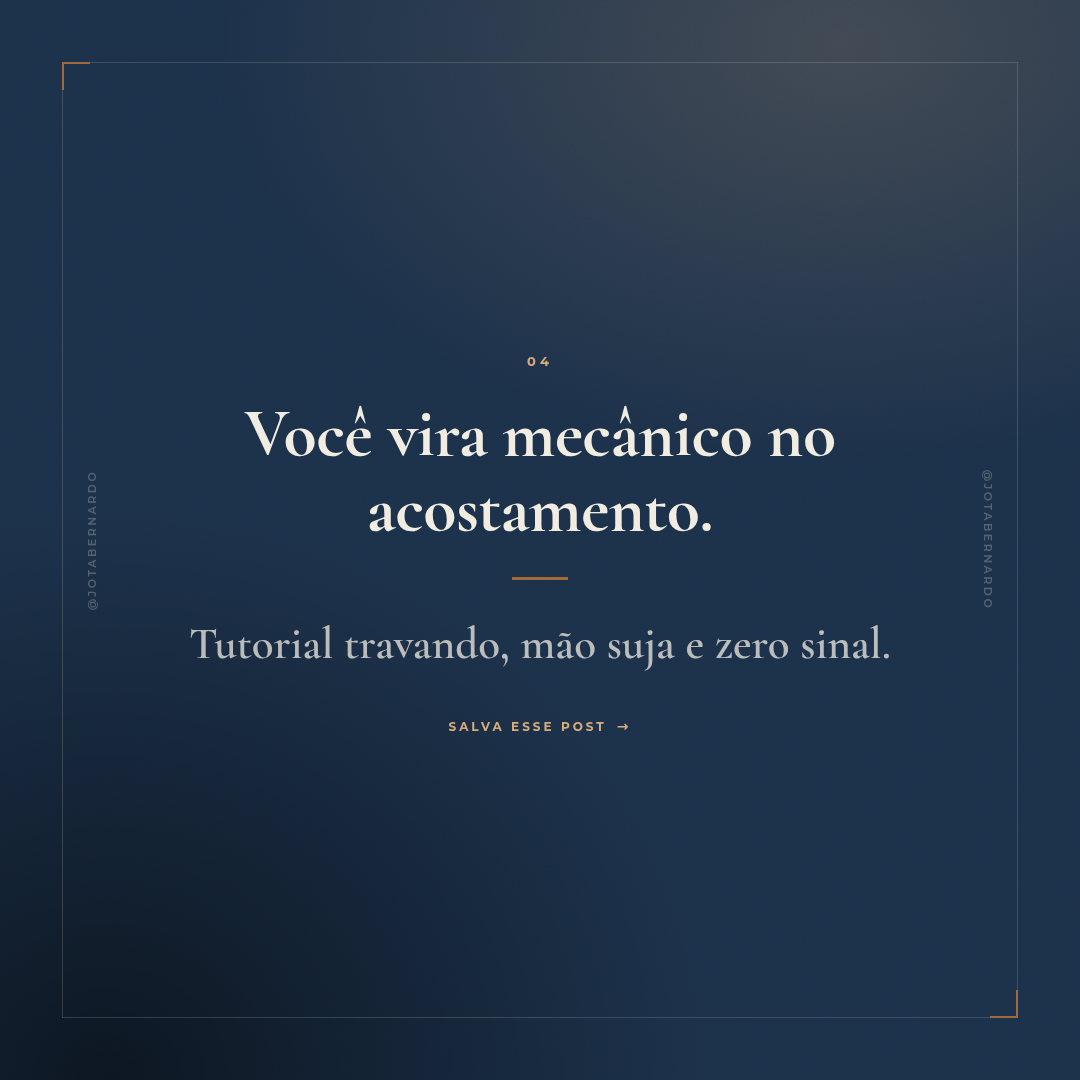 04
Você vira mecânico no
acostamento.
@JOTABERNARDO
@JOTABERNARDO
Tutorial travando, mão suja e zero sinal.
SALVA ESSE POST →